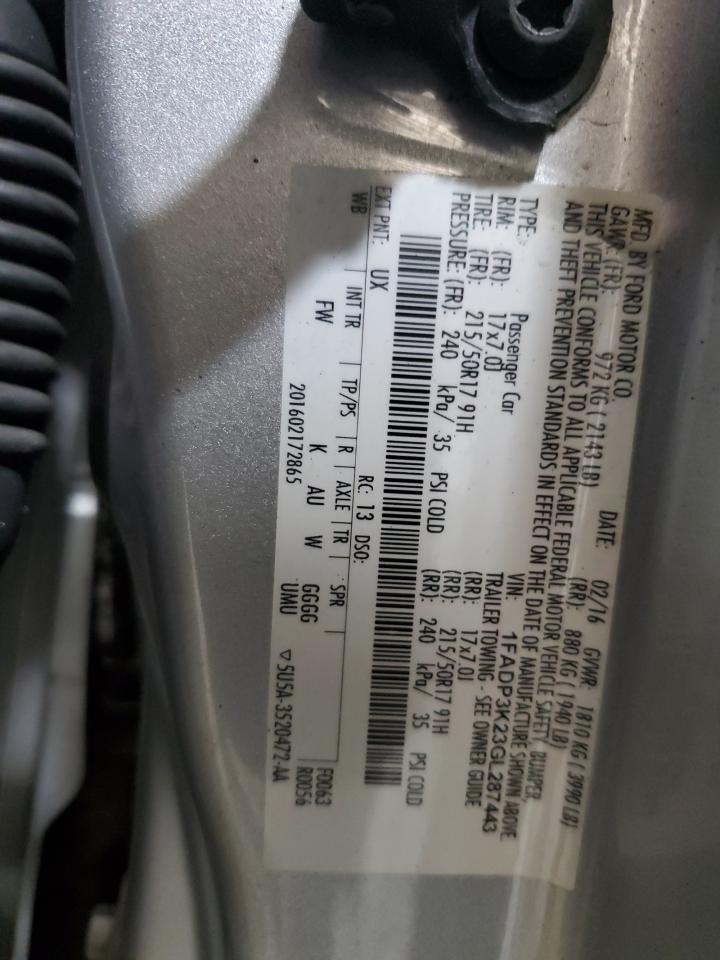 MFD. BY FORD MOTOR CO.
DATE: 02/16 GVWR: 1810 KG ( 3990 LB)
GAWR: (FR): 972 KG ( 2143 LB) (RR): 880 KG ( 1940 LB)
THIS VEHICLE CONFORMS TO ALL APPLICABLE FEDERAL MOTOR VEHICLE SAFETY, BUMPER,
AND THEFT PREVENTION STANDARDS IN EFFECT ON THE DATE OF MANUFACTURE SHOWN ABOVE.
VIN: 1FADP3K23GL287443
TYPE: Passenger Car TRAILER TOWING - SEE OWNER GUIDE
RIM: (FR): 17x7.0J (RR): 17x7.0J
TIRE: (FR): 215/50R17 91H (RR): 215/50R17 91H
PRESSURE: (FR): 240 kPa/ 35 PSI COLD (RR): 240 kPa/ 35 PSI COLD
EXT PNT: UX RC: 13 DSO:
WB | INT TR | TP/PS | R | AXLE | TR | SPR F0063
FW K AU W GGGG R0056
UMU
201602172865 ▽ 5U5A-3520472-AA